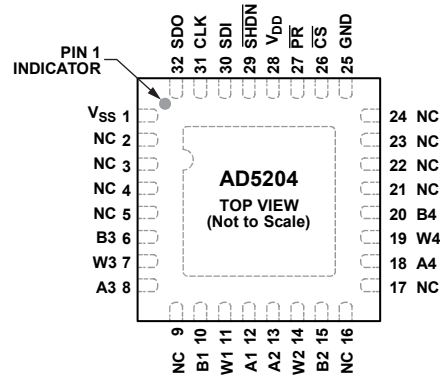 32 SDO
31 CLK
30 SDI
29 SHDN
28 VDD
27 PR
26 CS
25 GND
PIN 1
INDICATOR
VSS 1
NC 2
NC 3
NC 4
NC 5
B3 6
W3 7
A3 8
AD5204
TOP VIEW
(Not to Scale)
24 NC
23 NC
22 NC
21 NC
20 B4
19 W4
18 A4
17 NC
NC 9
B1 10
W1 11
A1 12
A2 13
W2 14
B2 15
NC 16